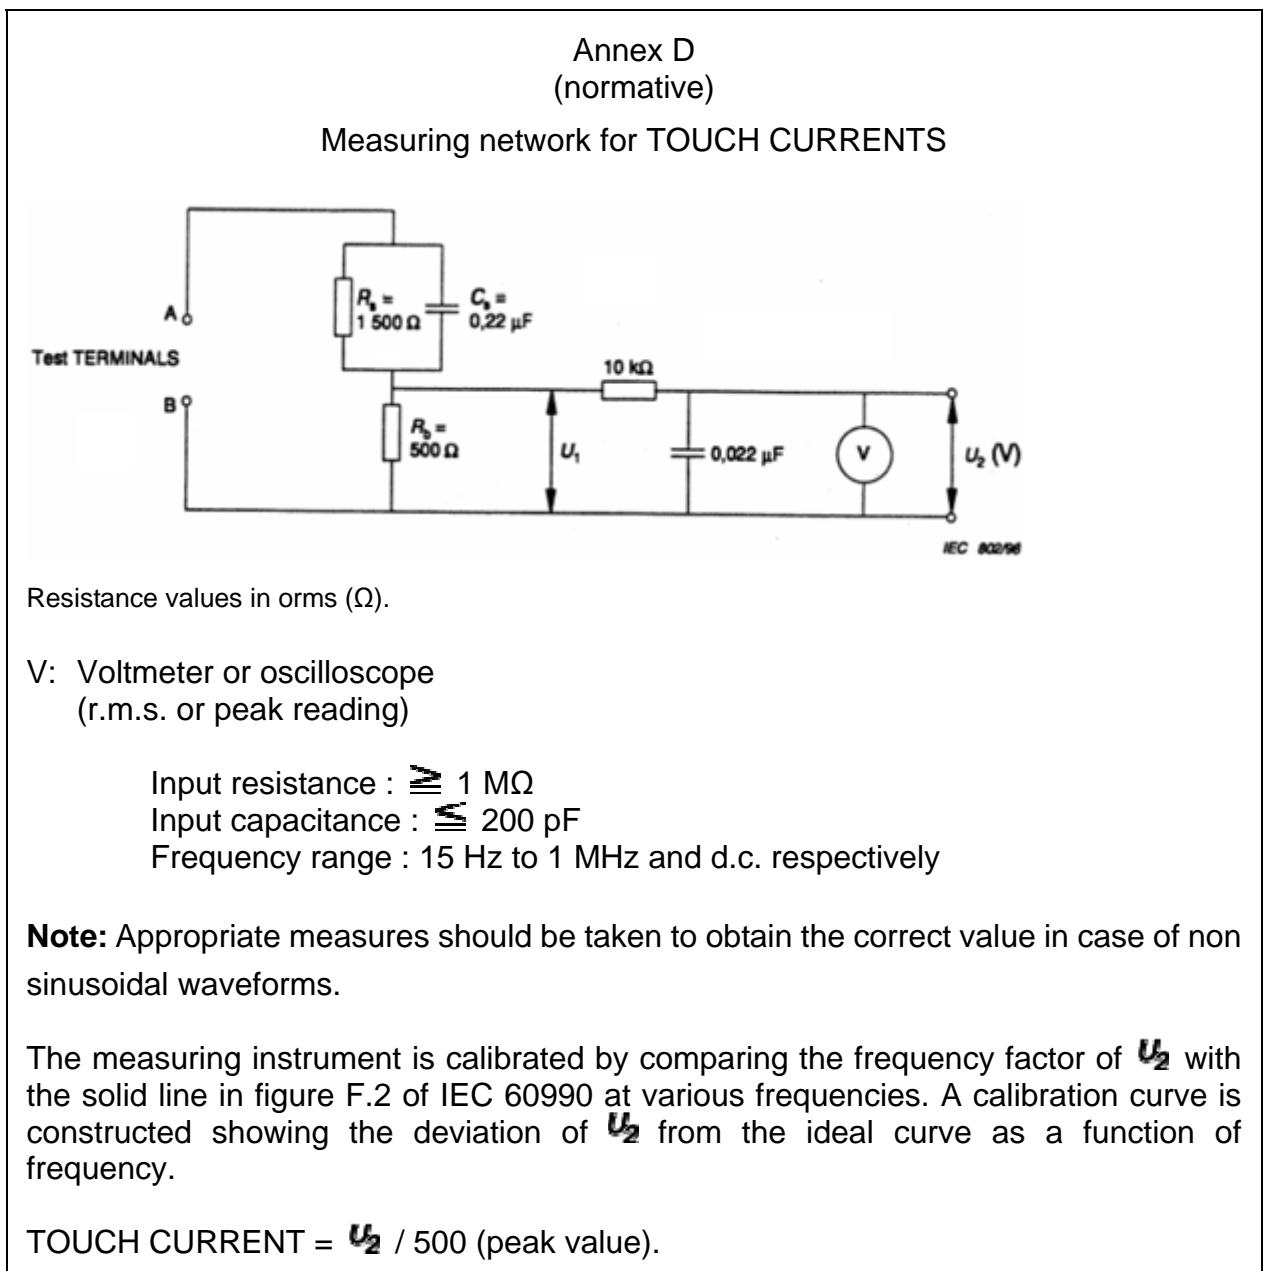 Annex D
(normative)
Measuring network for TOUCH CURRENTS
A
Test TERMINALS
B
Rs =
1 500 Ω
Cs =
0,22 µF
10 kΩ
Rb =
500 Ω
U1
0,022 µF
V
U2 (V)
IEC 802/96
Resistance values in orms (Ω).
V: Voltmeter or oscilloscope
(r.m.s. or peak reading)
Input resistance : ≧ 1 MΩ
Input capacitance : ≦ 200 pF
Frequency range : 15 Hz to 1 MHz and d.c. respectively
Note: Appropriate measures should be taken to obtain the correct value in case of non
sinusoidal waveforms.
The measuring instrument is calibrated by comparing the frequency factor of U2 with
the solid line in figure F.2 of IEC 60990 at various frequencies. A calibration curve is
constructed showing the deviation of U2 from the ideal curve as a function of
frequency.
TOUCH CURRENT = U2 / 500 (peak value).